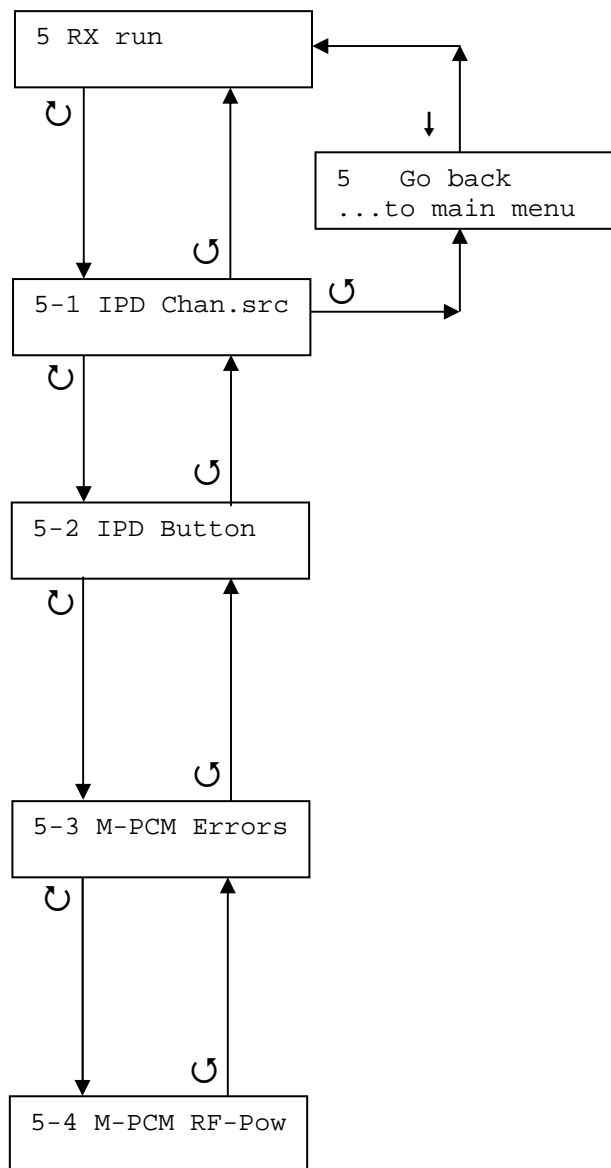 5 RX run
5 Go back
...to main menu
5-1 IPD Chan.src
5-2 IPD Button
5-3 M-PCM Errors
5-4 M-PCM RF-Pow